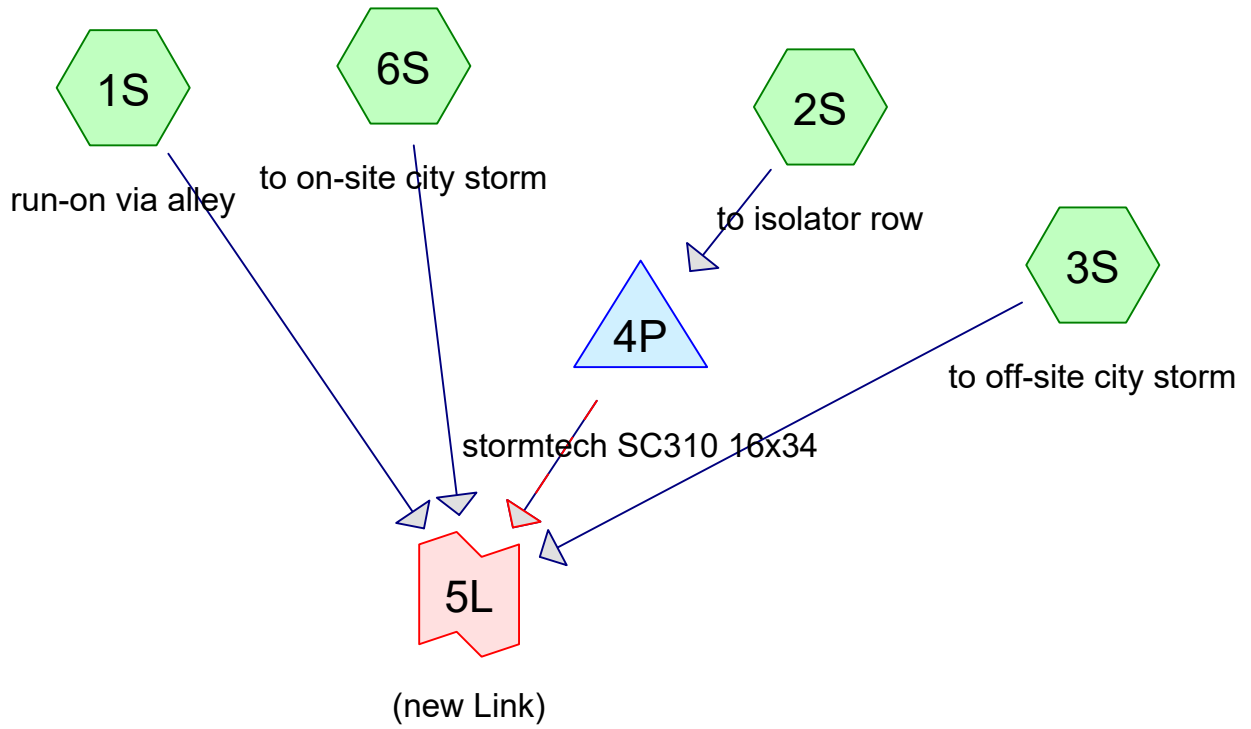 1S
run-on via alley
6S
to on-site city storm
2S
to isolator row
3S
to off-site city storm
4P
stormtech SC310 16x34
5L
(new Link)